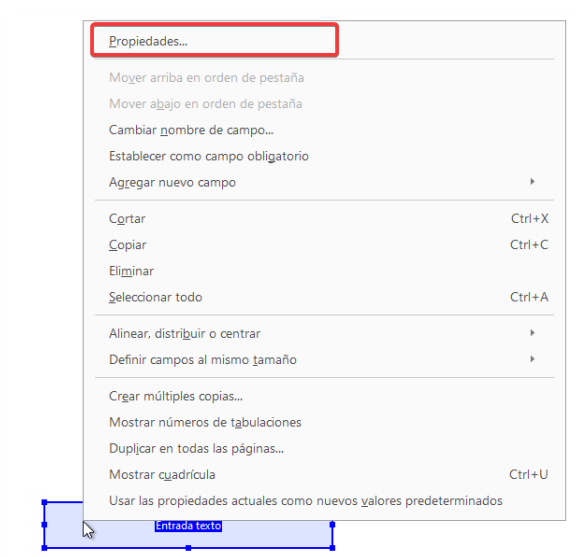 Propiedades...
Mover arriba en orden de pestaña
Mover abajo en orden de pestaña
Cambiar nombre de campo...
Establecer como campo obligatorio
Agregar nuevo campo
Cortar Ctrl+X
Copiar Ctrl+C
Eliminar
Seleccionar todo Ctrl+A
Alinear, distribuir o centrar
Definir campos al mismo tamaño
Crear múltiples copias...
Mostrar números de tabulaciones
Duplicar en todas las páginas...
Mostrar cuadrícula Ctrl+U
Usar las propiedades actuales como nuevos valores predeterminados
Entrada texto